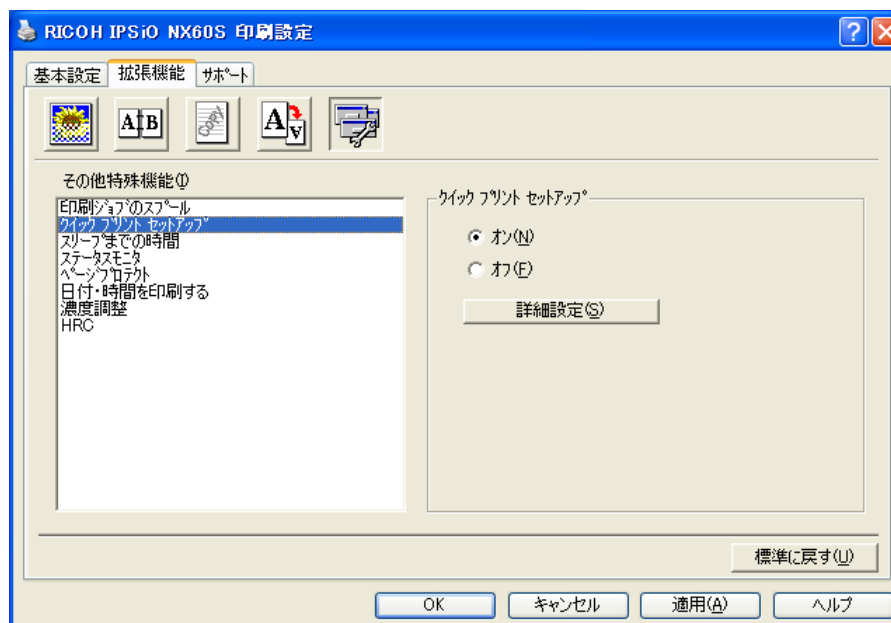 RICOH IPSiO NX60S 印刷設定
基本設定 拡張機能 ｻﾎﾟｰﾄ
A B
COPY
A A
その他特殊機能(I)
印刷ｼﾞｮﾌﾞのｽﾌﾟｰﾙ
ｸｲｯｸ ﾌﾟﾘﾝﾄ ｾｯﾄｱｯﾌﾟ
ｽﾘｰﾌﾟまでの時間
ｽﾃｰﾀｽﾓﾆﾀ
ﾍﾟｰｼﾞﾌﾟﾛﾃｸﾄ
日付・時間を印刷する
濃度調整
HRC
ｸｲｯｸ ﾌﾟﾘﾝﾄ ｾｯﾄｱｯﾌﾟ
ｵﾝ(N)
ｵﾌ(F)
詳細設定(S)
標準に戻す(U)
OK キャンセル 適用(A) ヘルプ